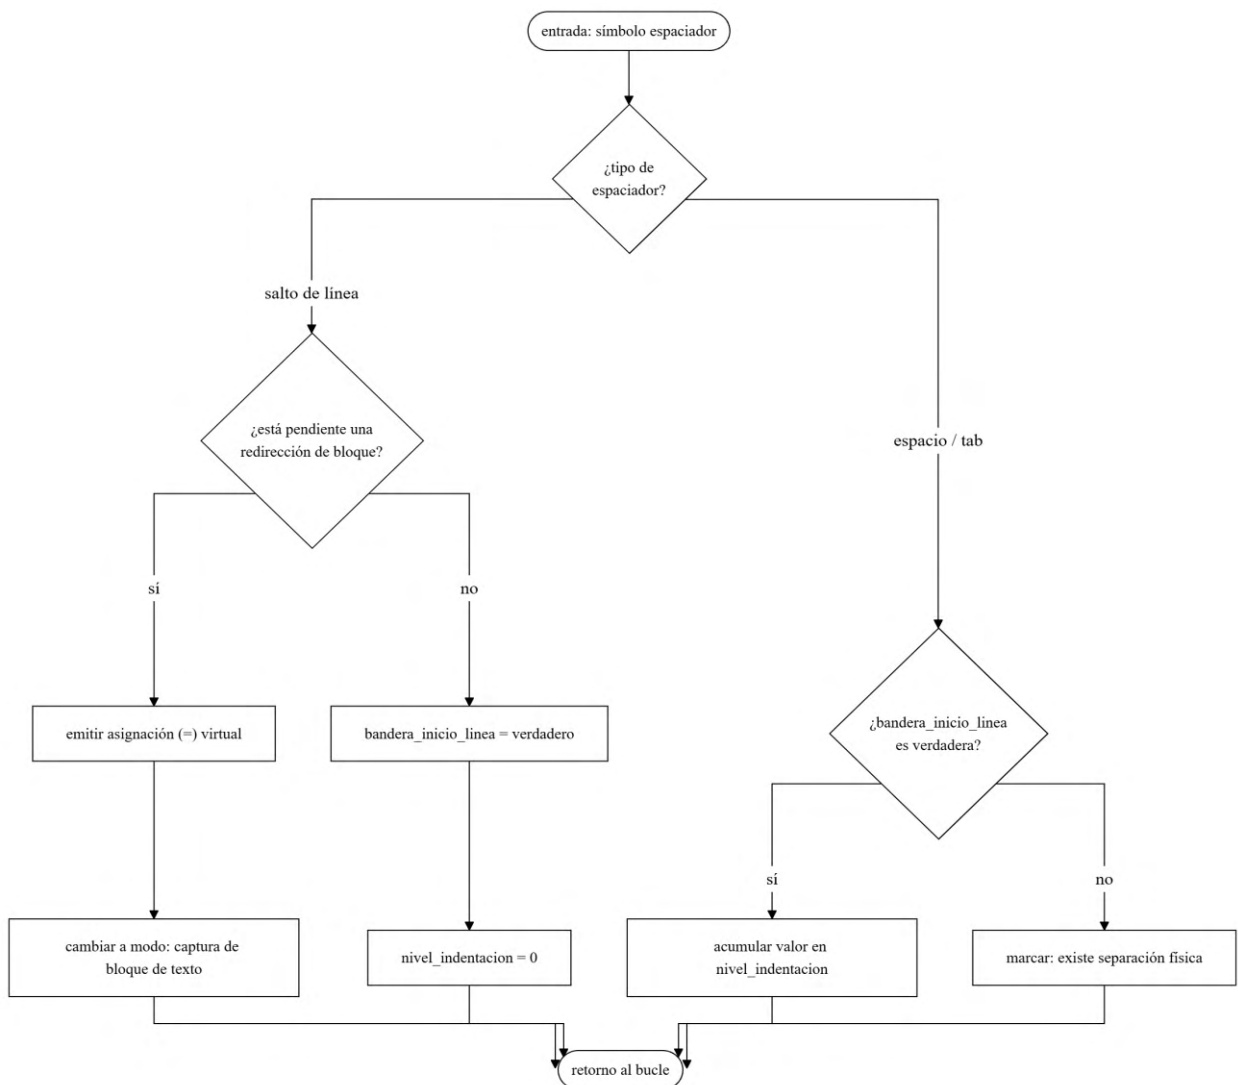 entrada: símbolo espaciador
¿tipo de
espaciador?
salto de línea
espacio / tab
¿está pendiente una
redirección de bloque?
sí
no
emitir asignación (=) virtual
bandera_inicio_linea = verdadero
¿bandera_inicio_linea
es verdadera?
sí
no
cambiar a modo: captura de
bloque de texto
nivel_indentacion = 0
acumular valor en
nivel_indentacion
marcar: existe separación física
retorno al bucle